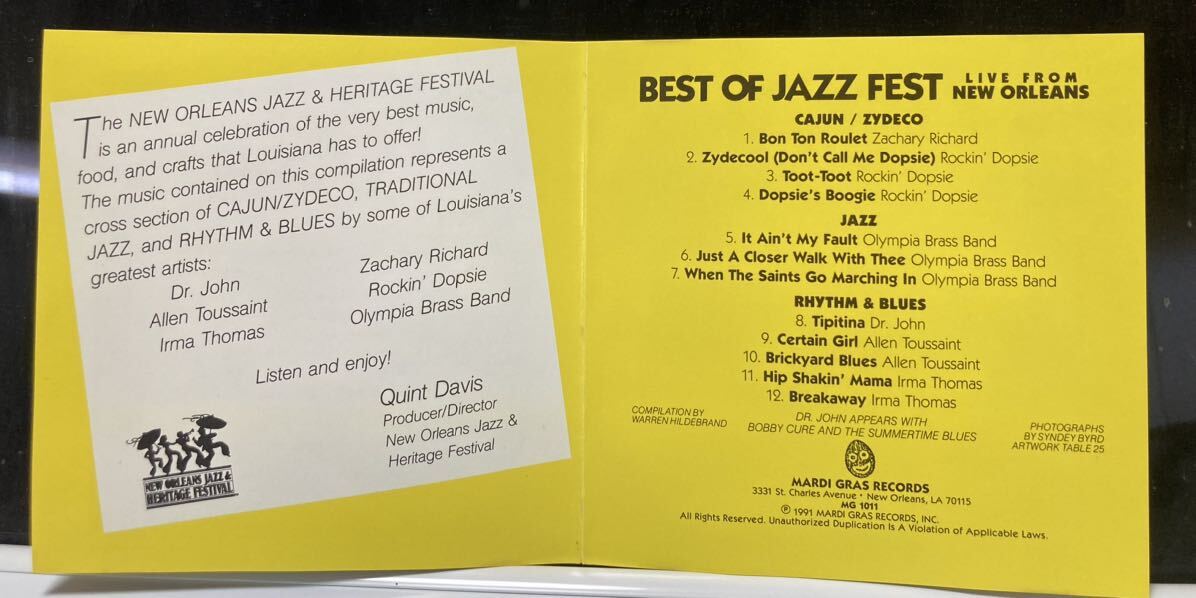 The NEW ORLEANS JAZZ & HERITAGE FESTIVAL
is an annual celebration of the very best music,
food, and crafts that Louisiana has to offer!
The music contained on this compilation represents a
cross section of CAJUN/ZYDECO, TRADITIONAL
JAZZ, and RHYTHM & BLUES by some of Louisiana's
greatest artists:
Dr. John
Allen Toussaint
Irma Thomas
Zachary Richard
Rockin' Dopsie
Olympia Brass Band
Listen and enjoy!
Quint Davis
Producer/Director
New Orleans Jazz &
Heritage Festival
NEW ORLEANS JAZZ &
HERITAGE FESTIVAL
BEST OF JAZZ FEST LIVE FROM
NEW ORLEANS
CAJUN / ZYDECO
1. Bon Ton Roulet Zachary Richard
2. Zydecool (Don't Call Me Dopsie) Rockin' Dopsie
3. Toot-Toot Rockin' Dopsie
4. Dopsie's Boogie Rockin' Dopsie
JAZZ
5. It Ain't My Fault Olympia Brass Band
6. Just A Closer Walk With Thee Olympia Brass Band
7. When The Saints Go Marching In Olympia Brass Band
RHYTHM & BLUES
8. Tipitina Dr. John
9. Certain Girl Allen Toussaint
10. Brickyard Blues Allen Toussaint
11. Hip Shakin' Mama Irma Thomas
12. Breakaway Irma Thomas
COMPILATION BY
WARREN HILDEBRAND
DR. JOHN APPEARS WITH
BOBBY CURE AND THE SUMMERTIME BLUES
PHOTOGRAPHS
BY SYNDEY BYRD
ARTWORK TABLE 25
MARDI GRAS RECORDS
3331 St. Charles Avenue • New Orleans, LA 70115
MG 1011
℗ 1991 MARDI GRAS RECORDS, INC.
All Rights Reserved. Unauthorized Duplication Is A Violation of Applicable Laws.